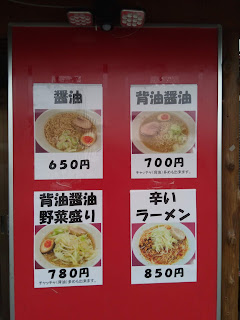 醤油
650円
背油醤油
700円
背油醤油
野菜盛り
780円
辛い
ラーメン
850円